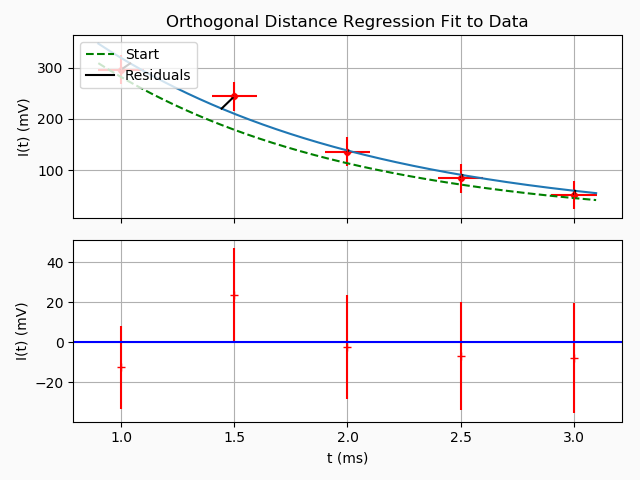 Orthogonal Distance Regression Fit to Data
Start
Residuals
I(t) (mV)
300
200
100
I(t) (mV)
40
20
0
−20
1.0 1.5 2.0 2.5 3.0
t (ms)